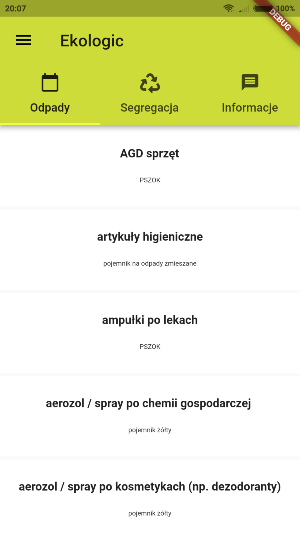 20:07
100%
DEBUG
Ekologic
Odpady
Segregacja
Informacje
AGD sprzęt
PSZOK
artykuły higieniczne
pojemnik na odpady zmieszane
ampułki po lekach
PSZOK
aerozol / spray po chemii gospodarczej
pojemnik żółty
aerozol / spray po kosmetykach (np. dezodoranty)
pojemnik żółty